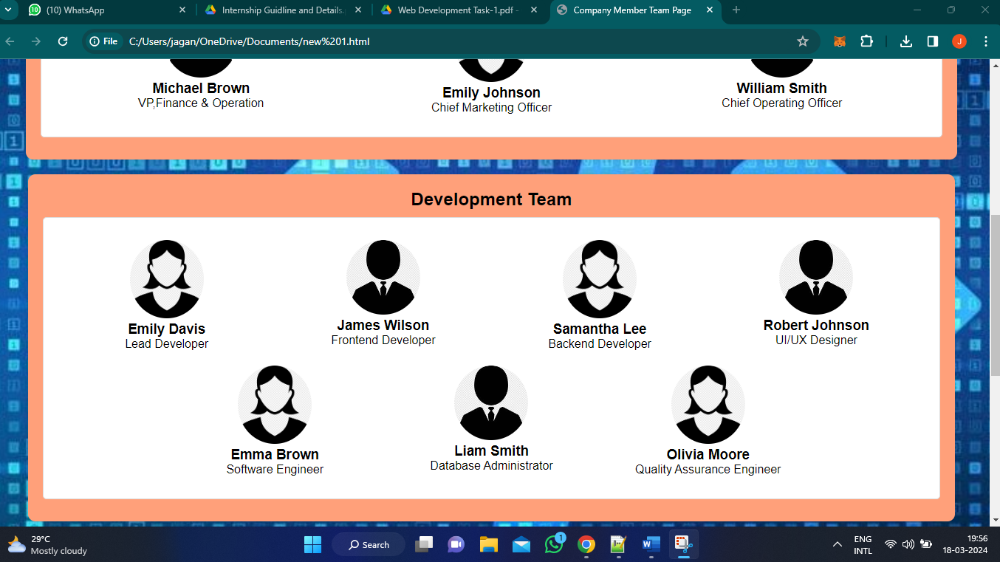 (10) WhatsApp
Internship Guidline and Details.
Web Development Task-1.pdf -
Company Member Team Page
File
C:/Users/jagan/OneDrive/Documents/new%201.html
J
Michael Brown
VP,Finance & Operation
Emily Johnson
Chief Marketing Officer
William Smith
Chief Operating Officer
Development Team
Emily Davis
Lead Developer
James Wilson
Frontend Developer
Samantha Lee
Backend Developer
Robert Johnson
UI/UX Designer
Emma Brown
Software Engineer
Liam Smith
Database Administrator
Olivia Moore
Quality Assurance Engineer
29°C
Mostly cloudy
Search
1
ENG
INTL
19:56
18-03-2024